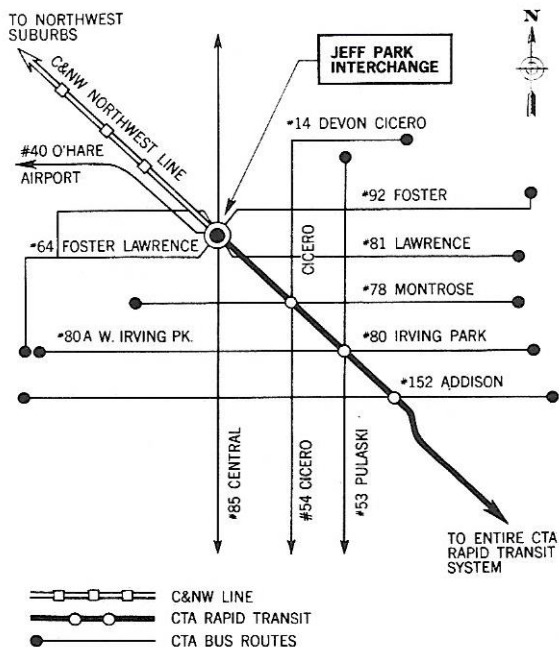 TO NORTHWEST
SUBURBS
N
C&NW NORTHWEST LINE
JEFF PARK
INTERCHANGE
#14 DEVON CICERO
#40 O'HARE
AIRPORT
#92 FOSTER
CICERO
#64 FOSTER LAWRENCE
#81 LAWRENCE
#78 MONTROSE
#80A W. IRVING PK.
#80 IRVING PARK
#152 ADDISON
#85 CENTRAL
#54 CICERO
#53 PULASKI
TO ENTIRE CTA
RAPID TRANSIT
SYSTEM
C&NW LINE
CTA RAPID TRANSIT
CTA BUS ROUTES